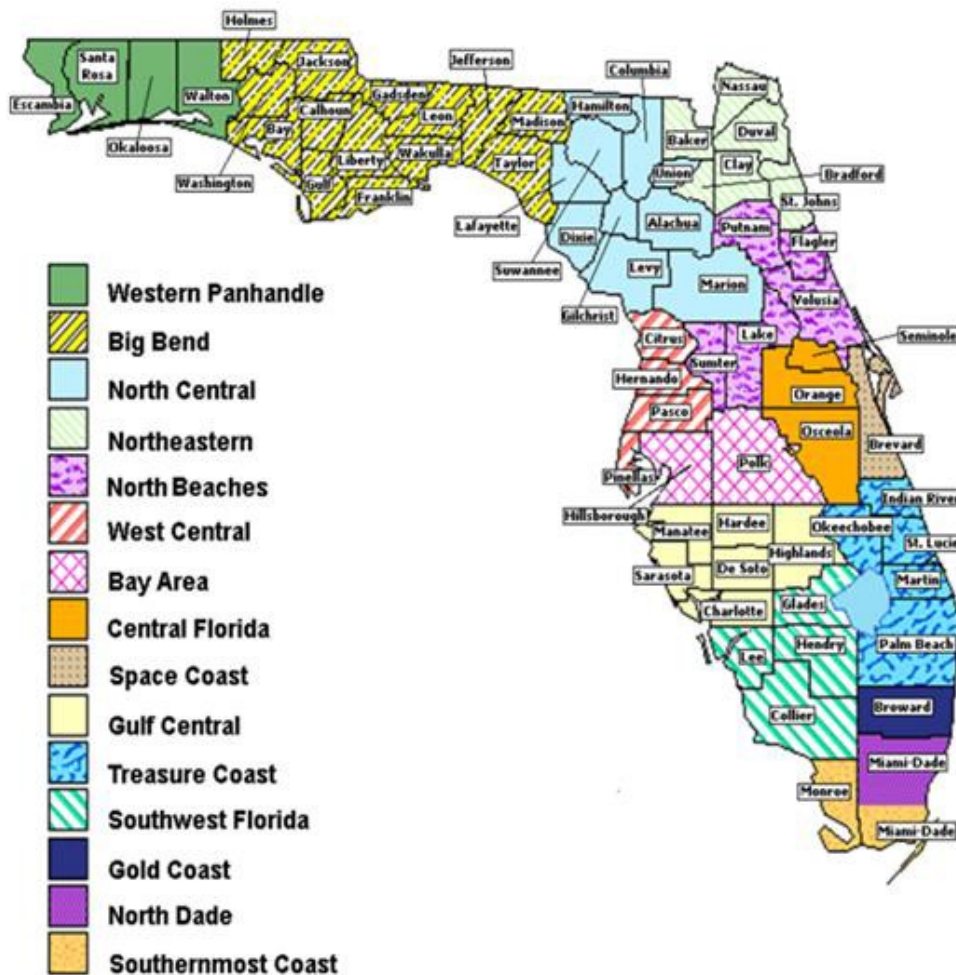 Holmes
Jackson
Jefferson
Columbia
Nassau
Santa
Rosa
Escambia
Walton
Okaloosa
Gadsden
Calhoun
Leon
Hamilton
Madison
Baker
Duval
Bay
Washington
Liberty
Wakulla
Taylor
Union
Clay
Bradford
Gulf
Franklin
Lafayette
St. Johns
Dixie
Alachua
Putnam
Flagler
Suwannee
Levy
Marion
Gilchrist
Volusia
Citrus
Lake
Seminole
Sumter
Hernando
Orange
Pasco
Osceola
Brevard
Pinellas
Polk
Indian River
Hillsborough
Manatee
Hardee
Okeechobee
St. Lucie
Highlands
Sarasota
De Soto
Martin
Charlotte
Glades
Palm Beach
Lee
Hendry
Collier
Broward
Miami-Dade
Monroe
Miami-Dade
Western Panhandle
Big Bend
North Central
Northeastern
North Beaches
West Central
Bay Area
Central Florida
Space Coast
Gulf Central
Treasure Coast
Southwest Florida
Gold Coast
North Dade
Southernmost Coast